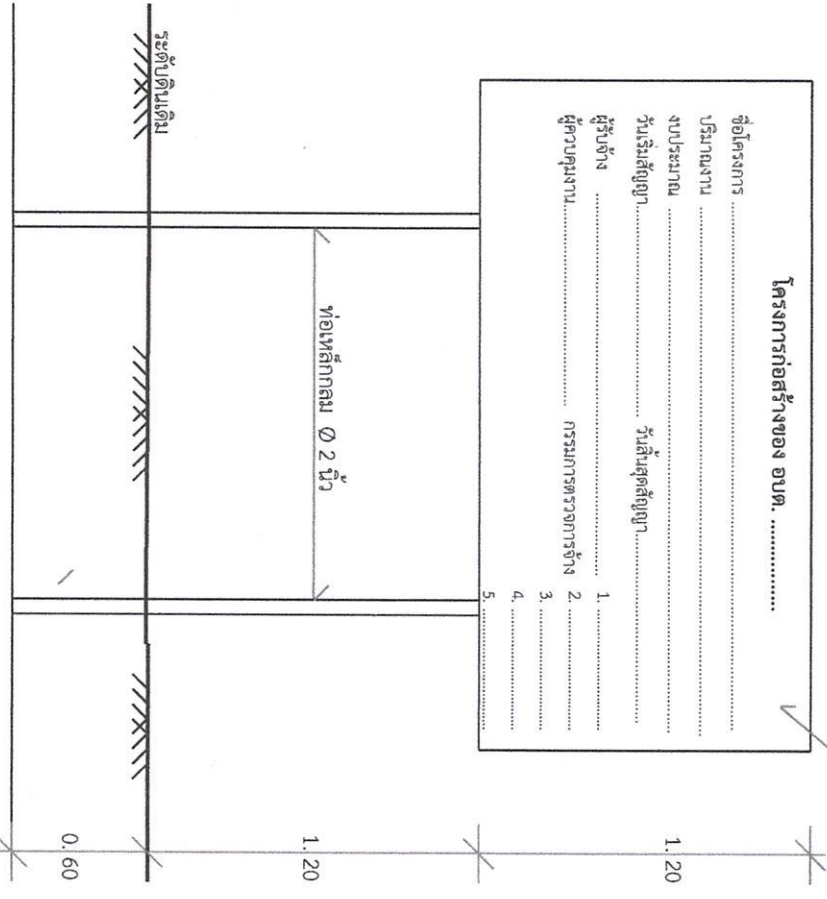 โครงการก่อสร้างของ อบต. ..................
ชื่อโครงการ ..................................................................
ปริมาณงาน ..................................................................
งบประมาณ ..................................................................
วันเริ่มสัญญา.................................... วันสิ้นสุดสัญญา....................................
ผู้รับจ้าง .................................................................. 1. ..............................
ผู้ควบคุมงาน.................................... กรรมการตรวจการจ้าง 2. ..............................
3. ..............................
4. ..............................
5. ..............................
1.20
ท่อเหล็กกลม Ø 2 นิ้ว
1.20
ระดับดินเดิม
0.60